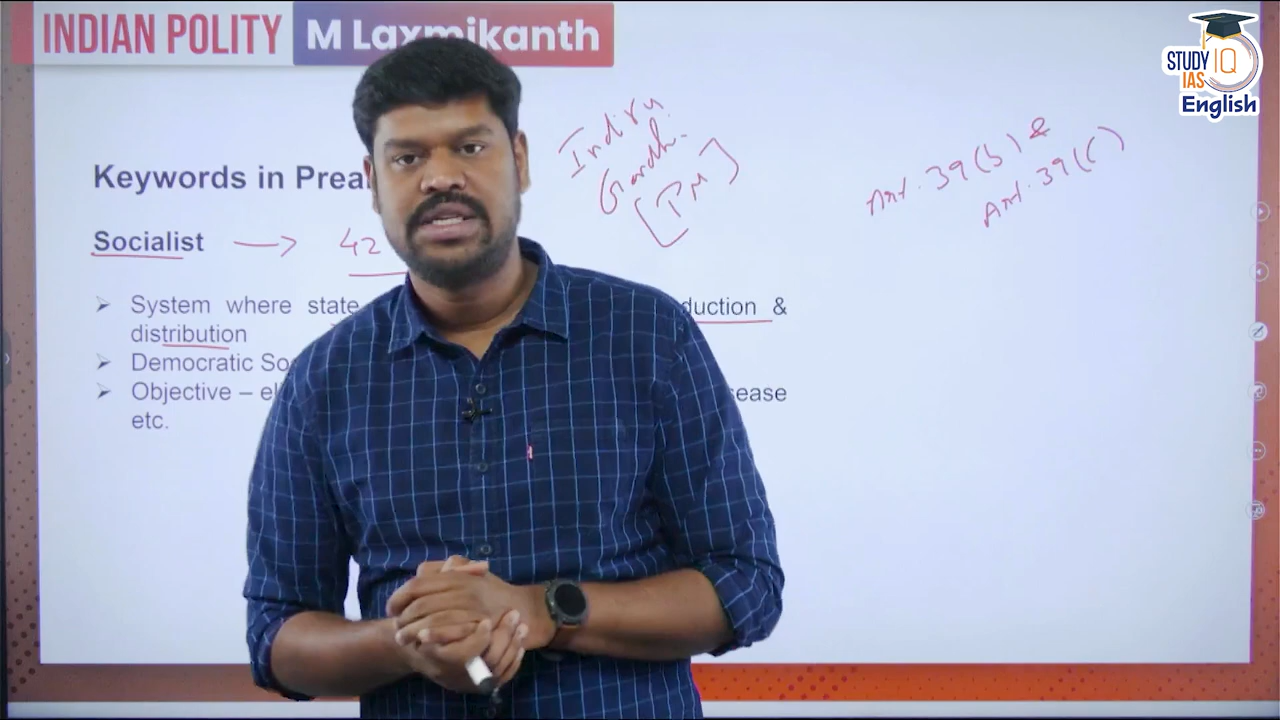 INDIAN POLITY M Laxmikanth
STUDY IQ
IAS
English
Keywords in Prea
Indira
Gandhi
[PM]
Art. 39(b) &
Art. 39(c)
Socialist → 42
➢ System where state duction &
distribution
➢ Democratic Soc
➢ Objective – el sease
etc.